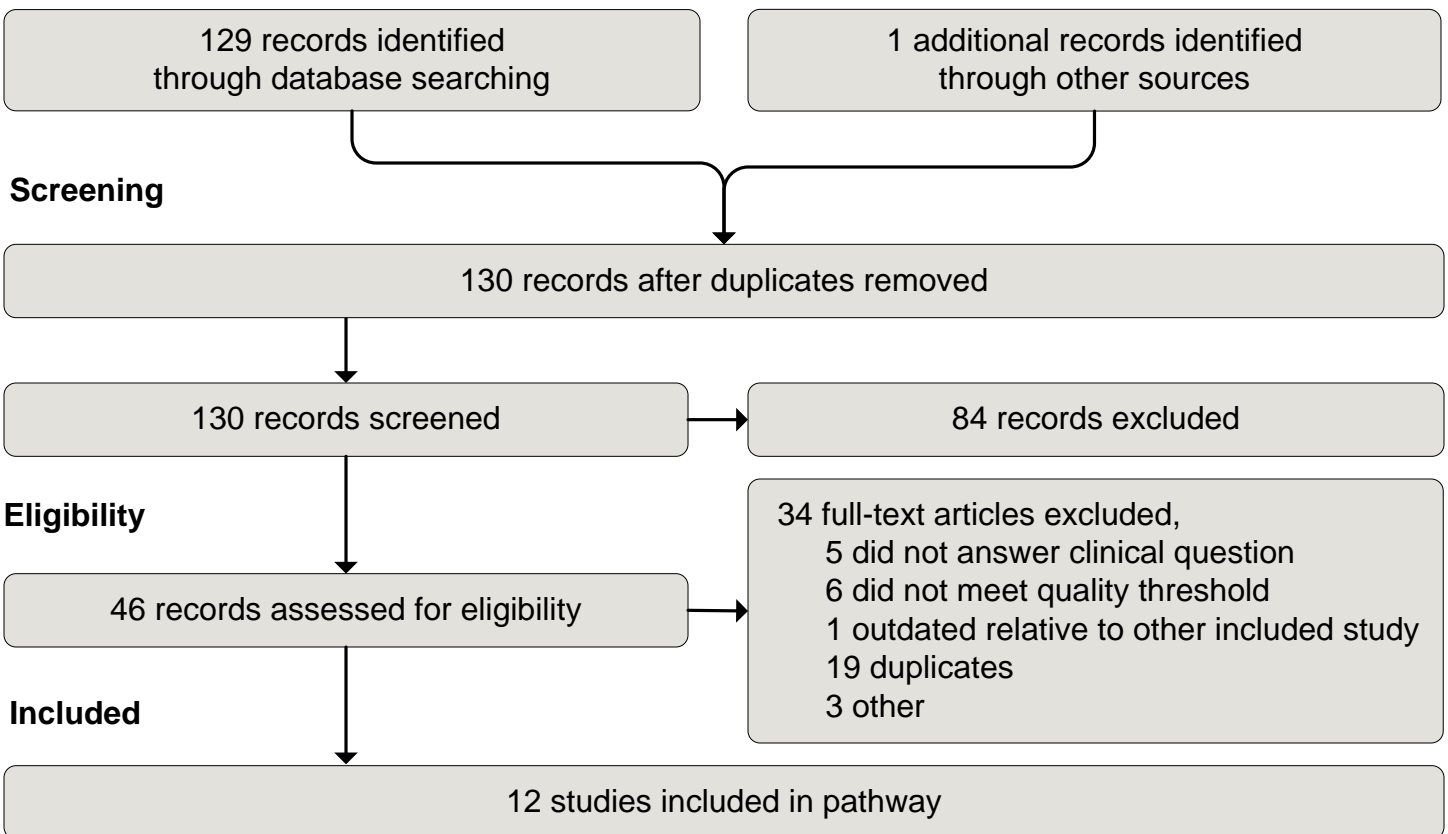 129 records identified
through database searching
1 additional records identified
through other sources
Screening
130 records after duplicates removed
130 records screened
84 records excluded
Eligibility
34 full-text articles excluded,
5 did not answer clinical question
6 did not meet quality threshold
1 outdated relative to other included study
19 duplicates
3 other
46 records assessed for eligibility
Included
12 studies included in pathway